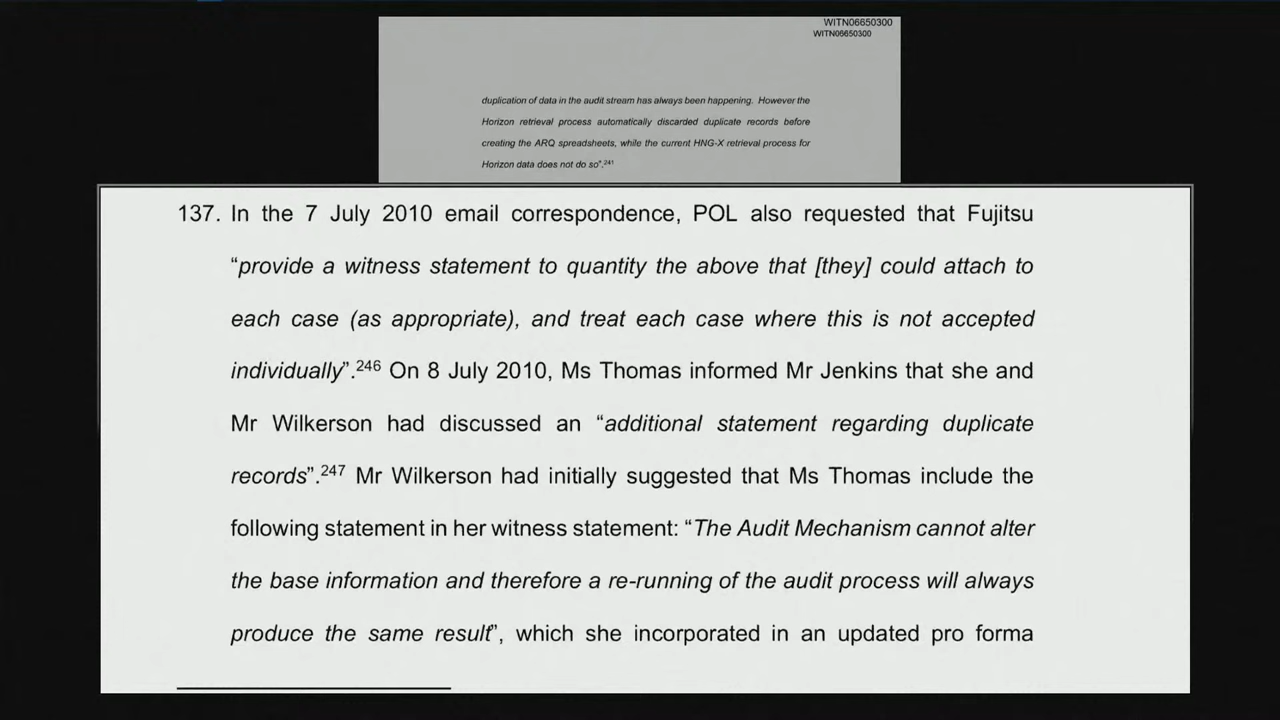 WITN06650300
WITN06650300
duplication of data in the audit stream has always been happening. However the
Horizon retrieval process automatically discarded duplicate records before
creating the ARQ spreadsheets, while the current HNG-X retrieval process for
Horizon data does not do so”.241
137. In the 7 July 2010 email correspondence, POL also requested that Fujitsu
“provide a witness statement to quantity the above that [they] could attach to
each case (as appropriate), and treat each case where this is not accepted
individually”.246 On 8 July 2010, Ms Thomas informed Mr Jenkins that she and
Mr Wilkerson had discussed an “additional statement regarding duplicate
records”.247 Mr Wilkerson had initially suggested that Ms Thomas include the
following statement in her witness statement: “The Audit Mechanism cannot alter
the base information and therefore a re-running of the audit process will always
produce the same result”, which she incorporated in an updated pro forma